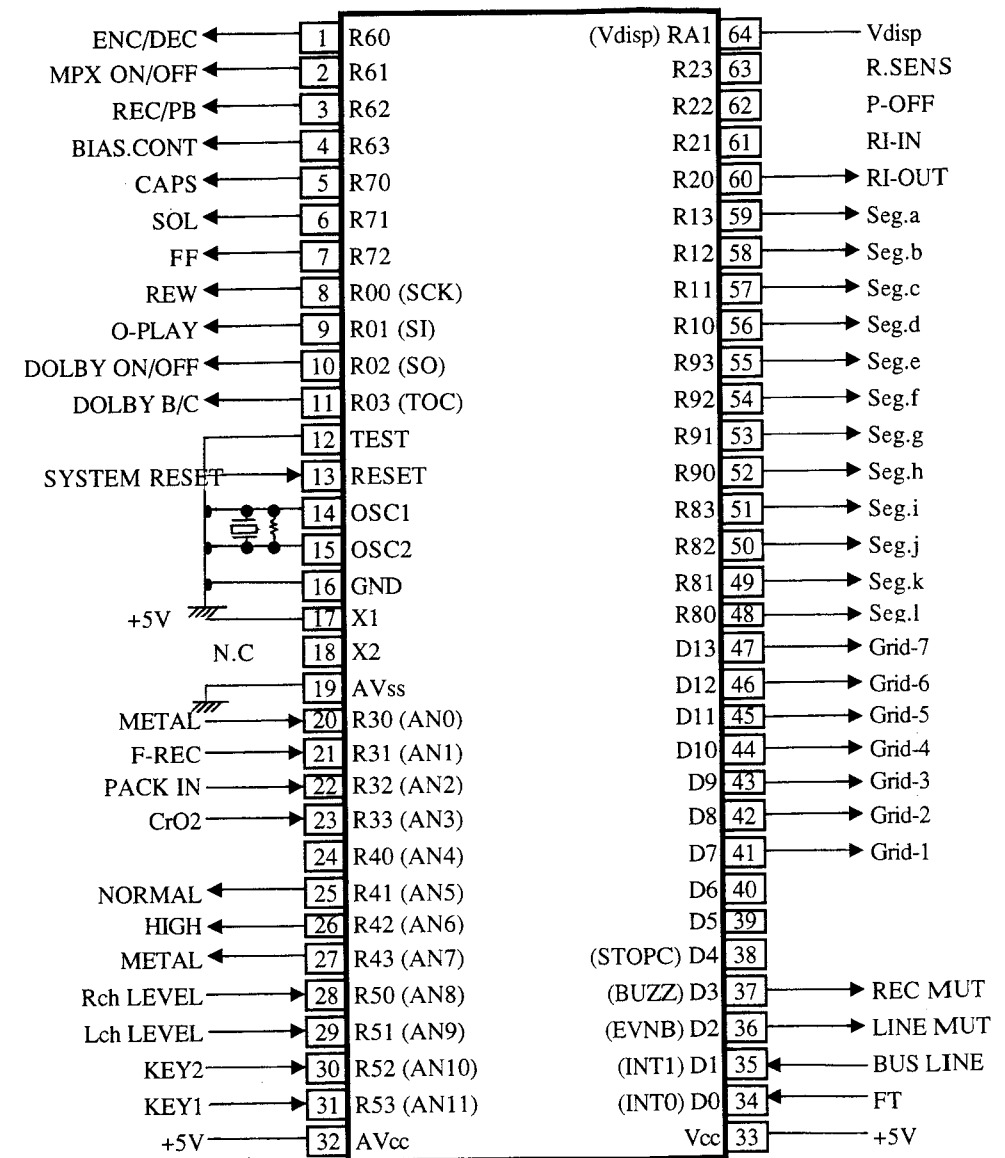 ENC/DEC 1 R60 (Vdisp) RA1 64 Vdisp
MPX ON/OFF 2 R61 R23 63 R.SENS
REC/PB 3 R62 R22 62 P-OFF
BIAS.CONT 4 R63 R21 61 RI-IN
CAPS 5 R70 R20 60 RI-OUT
SOL 6 R71 R13 59 Seg.a
FF 7 R72 R12 58 Seg.b
REW 8 R00 (SCK) R11 57 Seg.c
O-PLAY 9 R01 (SI) R10 56 Seg.d
DOLBY ON/OFF 10 R02 (SO) R93 55 Seg.e
DOLBY B/C 11 R03 (TOC) R92 54 Seg.f
12 TEST R91 53 Seg.g
SYSTEM RESET 13 RESET R90 52 Seg.h
14 OSC1 R83 51 Seg.i
15 OSC2 R82 50 Seg.j
16 GND R81 49 Seg.k
+5V 17 X1 R80 48 Seg.l
N.C 18 X2 D13 47 Grid-7
19 AVss D12 46 Grid-6
METAL 20 R30 (AN0) D11 45 Grid-5
F-REC 21 R31 (AN1) D10 44 Grid-4
PACK IN 22 R32 (AN2) D9 43 Grid-3
CrO2 23 R33 (AN3) D8 42 Grid-2
24 R40 (AN4) D7 41 Grid-1
NORMAL 25 R41 (AN5) D6 40
HIGH 26 R42 (AN6) D5 39
METAL 27 R43 (AN7) (STOPC) D4 38
Rch LEVEL 28 R50 (AN8) (BUZZ) D3 37 REC MUT
Lch LEVEL 29 R51 (AN9) (EVNB) D2 36 LINE MUT
KEY2 30 R52 (AN10) (INT1) D1 35 BUS LINE
KEY1 31 R53 (AN11) (INT0) D0 34 FT
+5V 32 AVcc Vcc 33 +5V